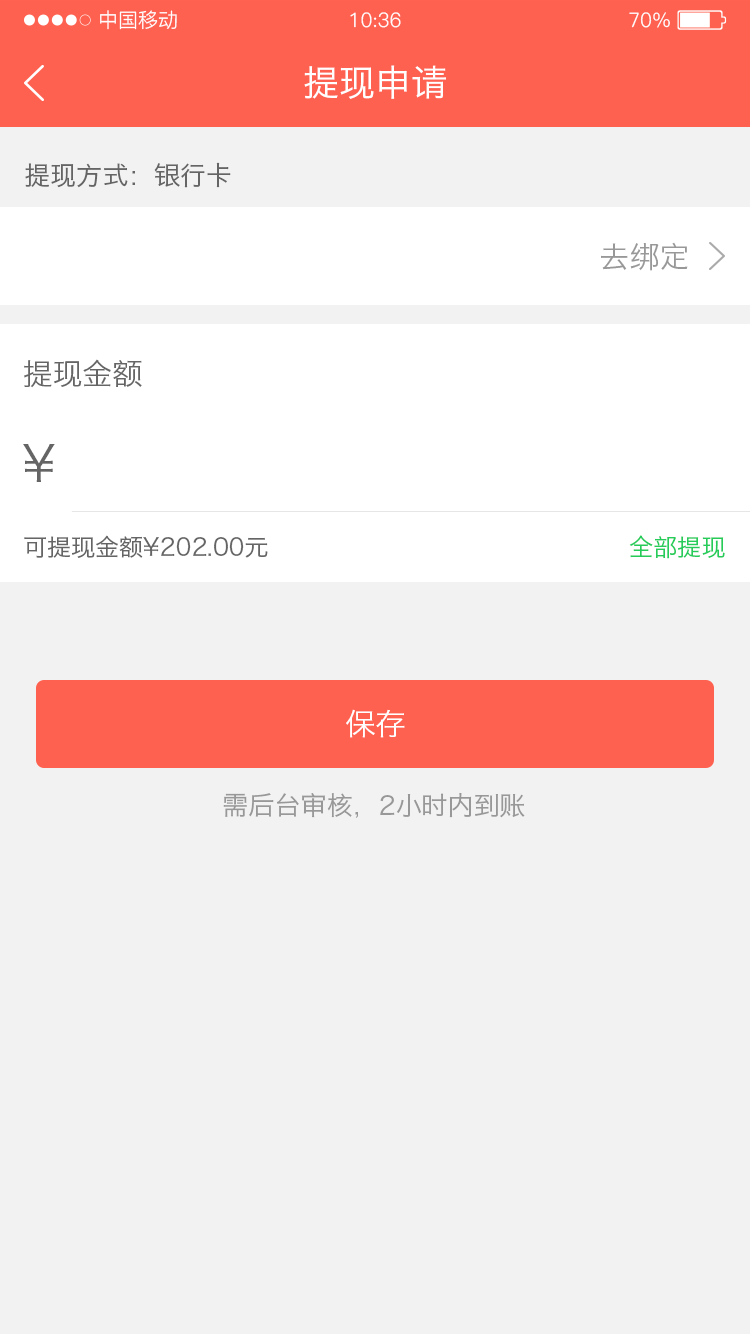 中国移动 10:36 70%
提现申请
提现方式：银行卡
去绑定
提现金额
¥
可提现金额¥202.00元 全部提现
保存
需后台审核，2小时内到账